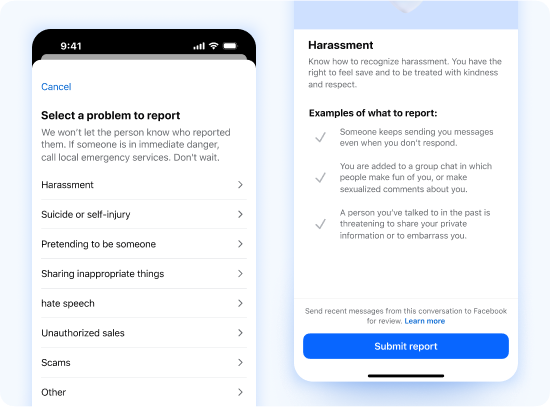 9:41
Cancel
Select a problem to report
We won't let the person know who reported
them. If someone is in immediate danger,
call local emergency services. Don't wait.
Harassment
Suicide or self-injury
Pretending to be someone
Sharing inappropriate things
hate speech
Unauthorized sales
Scams
Other
Harassment
Know how to recognize harassment. You have the
right to feel save and to be treated with kindness
and respect.
Examples of what to report:
Someone keeps sending you messages
even when you don't respond.
You are added to a group chat in which
people make fun of you, or make
sexualized comments about you.
A person you've talked to in the past is
threatening to share your private
information or to embarrass you.
Send recent messages from this conversation to Facebook
for review. Learn more
Submit report